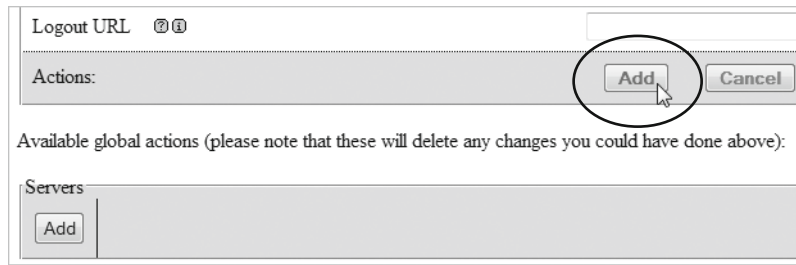 Logout URL
Actions: Add Cancel
Available global actions (please note that these will delete any changes you could have done above):
Servers
Add